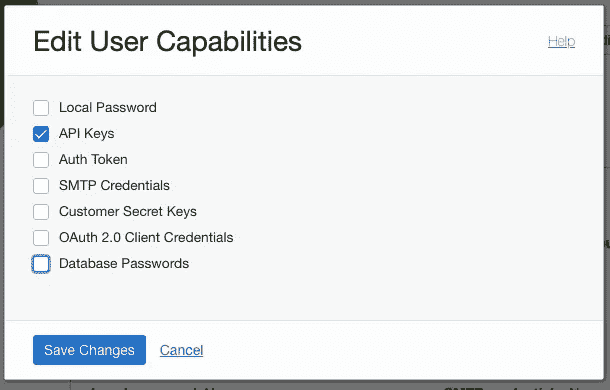 Edit User Capabilities
Help
Local Password
API Keys
Auth Token
SMTP Credentials
Customer Secret Keys
OAuth 2.0 Client Credentials
Database Passwords
Save Changes
Cancel